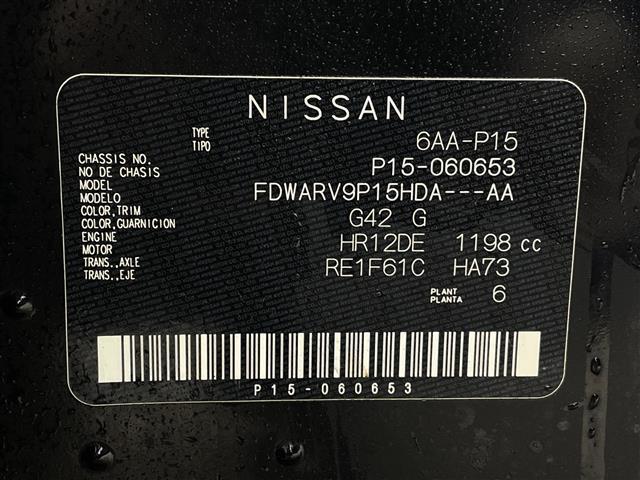 NISSAN
TYPE
TIPO 6AA-P15
CHASSIS NO.
NO DE CHASIS P15-060653
MODEL
MODELO FDWARV9P15HDA---AA
COLOR,TRIM
COLOR,GUARNICION G42 G
ENGINE
MOTOR HR12DE 1198 cc
TRANS.,AXLE
TRANS.,EJE RE1F61C HA73
PLANT
PLANTA 6
P15-060653